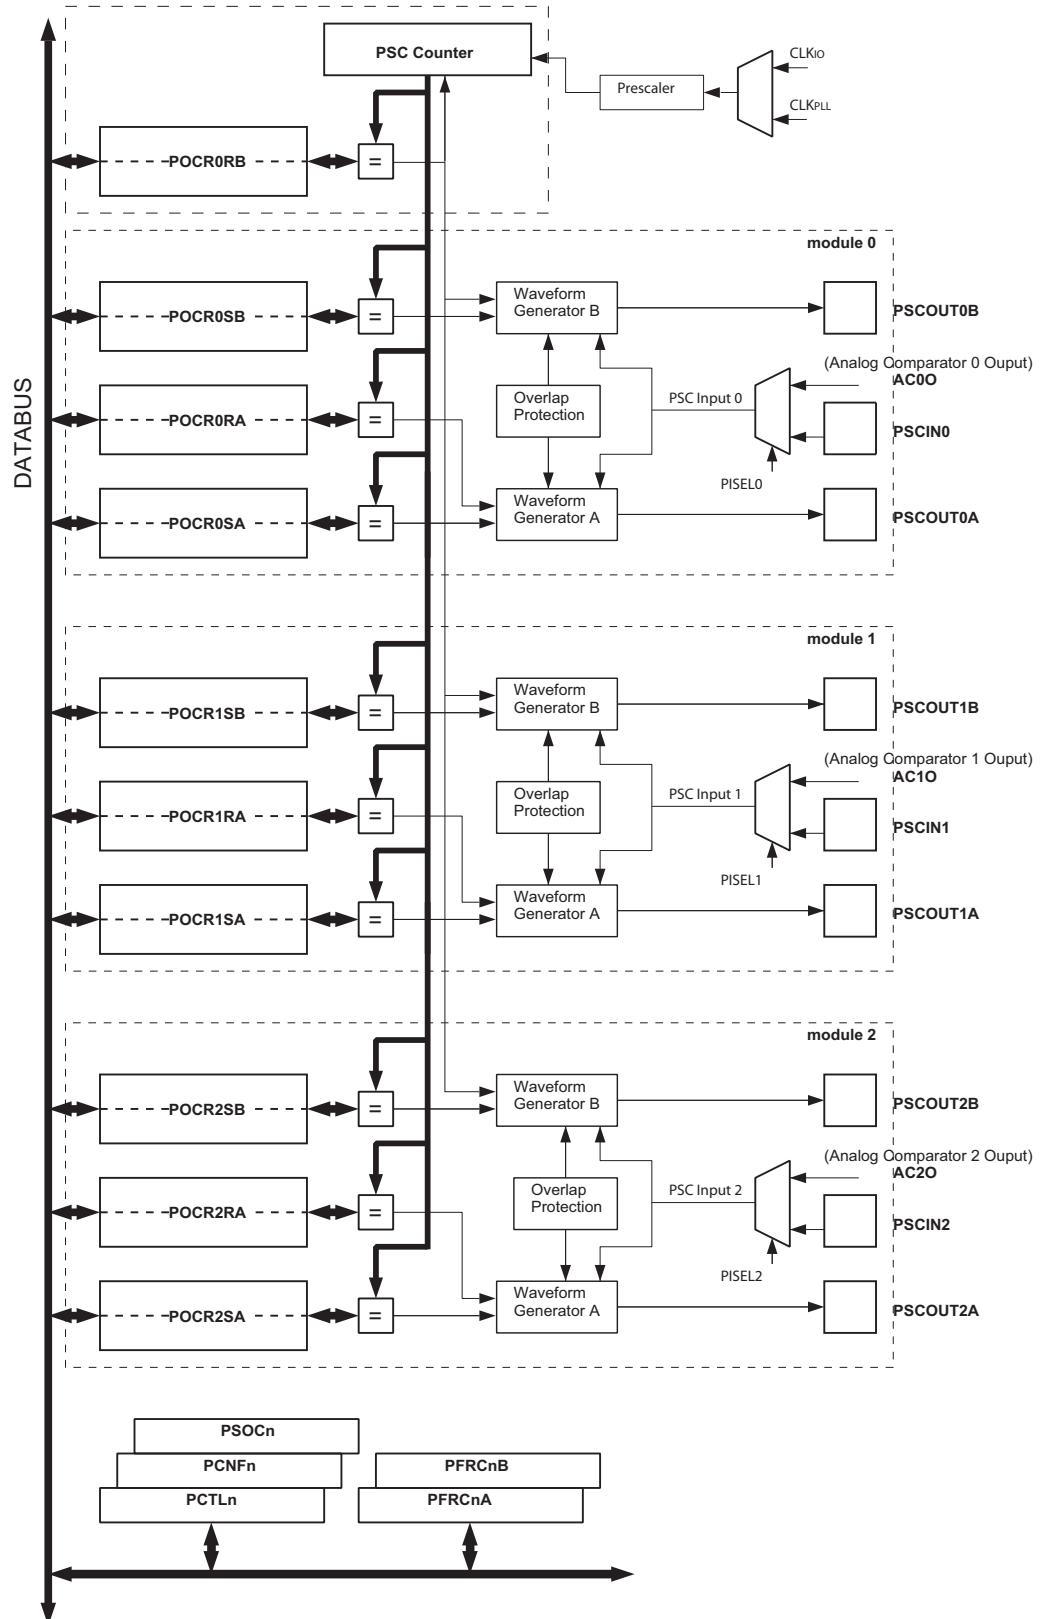 PSC Counter
CLKIO
Prescaler
CLKPLL
POCR0RB
=
DATABUS
module 0
POCR0SB
=
Waveform
Generator B
PSCOUT0B
(Analog Comparator 0 Ouput)
AC0O
POCR0RA
=
Overlap
Protection
PSC Input 0
PSCIN0
PISEL0
POCR0SA
=
Waveform
Generator A
PSCOUT0A
module 1
POCR1SB
=
Waveform
Generator B
PSCOUT1B
(Analog Comparator 1 Ouput)
AC1O
POCR1RA
=
Overlap
Protection
PSC Input 1
PSCIN1
PISEL1
POCR1SA
=
Waveform
Generator A
PSCOUT1A
module 2
POCR2SB
=
Waveform
Generator B
PSCOUT2B
(Analog Comparator 2 Ouput)
AC2O
POCR2RA
=
Overlap
Protection
PSC Input 2
PSCIN2
PISEL2
POCR2SA
=
Waveform
Generator A
PSCOUT2A
PSOCn
PCNFn
PFRCnB
PCTLn
PFRCnA